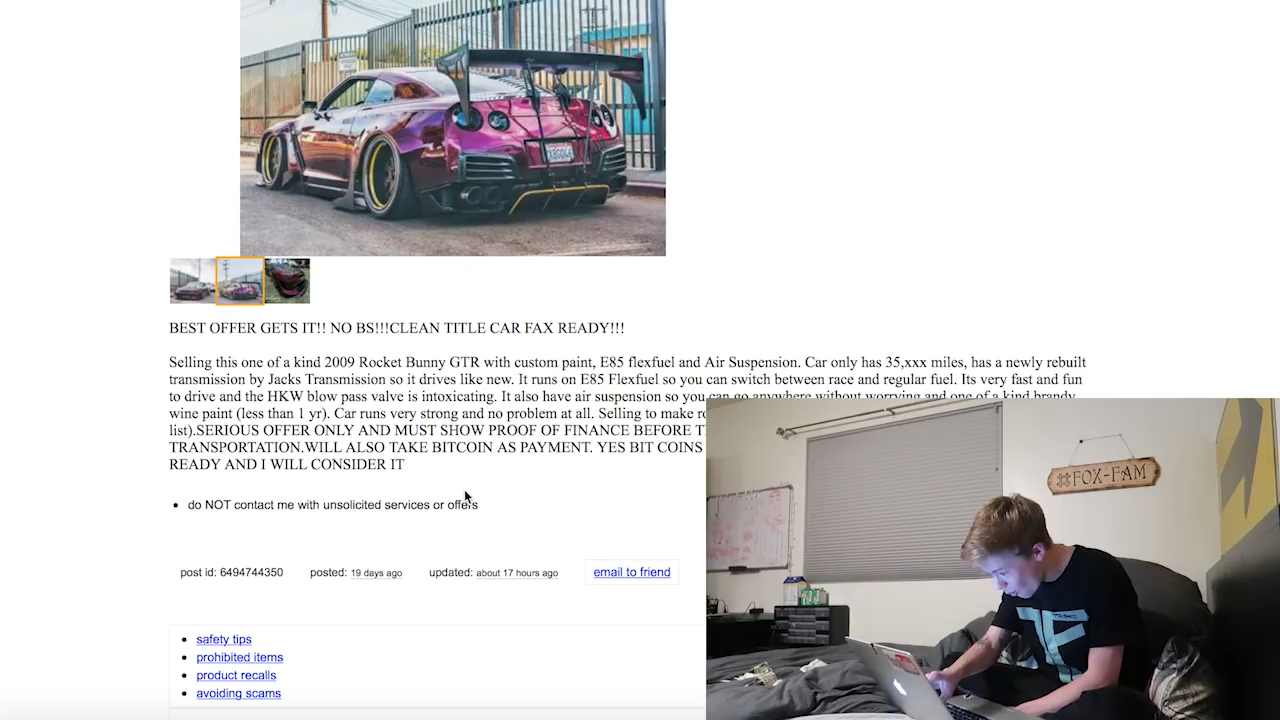 BEST OFFER GETS IT!! NO BS!!!CLEAN TITLE CAR FAX READY!!!
Selling this one of a kind 2009 Rocket Bunny GTR with custom paint, E85 flexfuel and Air Suspension. Car only has 35,xxx miles, has a newly rebuilt
transmission by Jacks Transmission so it drives like new. It runs on E85 Flexfuel so you can switch between race and regular fuel. Its very fast and fun
to drive and the HKW blow pass valve is intoxicating. It also have air suspension so you can go anywhere without worrying and one of a kind brandy
wine paint (less than 1 yr). Car runs very strong and no problem at all. Selling to make
list).SERIOUS OFFER ONLY AND MUST SHOW PROOF OF FINANCE BEFORE
TRANSPORTATION.WILL ALSO TAKE BITCOIN AS PAYMENT. YES BIT COINS
READY AND I WILL CONSIDER IT
#FOX-FAM
do NOT contact me with unsolicited services or offers
post id: 6494744350 posted: 19 days ago updated: about 17 hours ago email to friend
safety tips
prohibited items
product recalls
avoiding scams